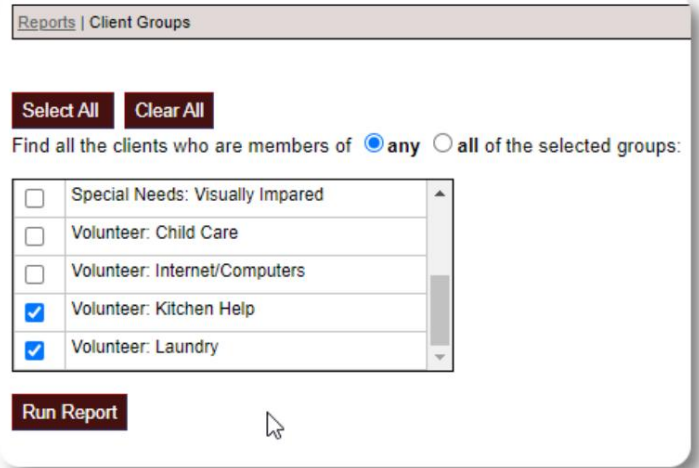 Reports | Client Groups
Select All Clear All
Find all the clients who are members of any all of the selected groups:
Special Needs: Visually Impared
Volunteer: Child Care
Volunteer: Internet/Computers
Volunteer: Kitchen Help
Volunteer: Laundry
Run Report